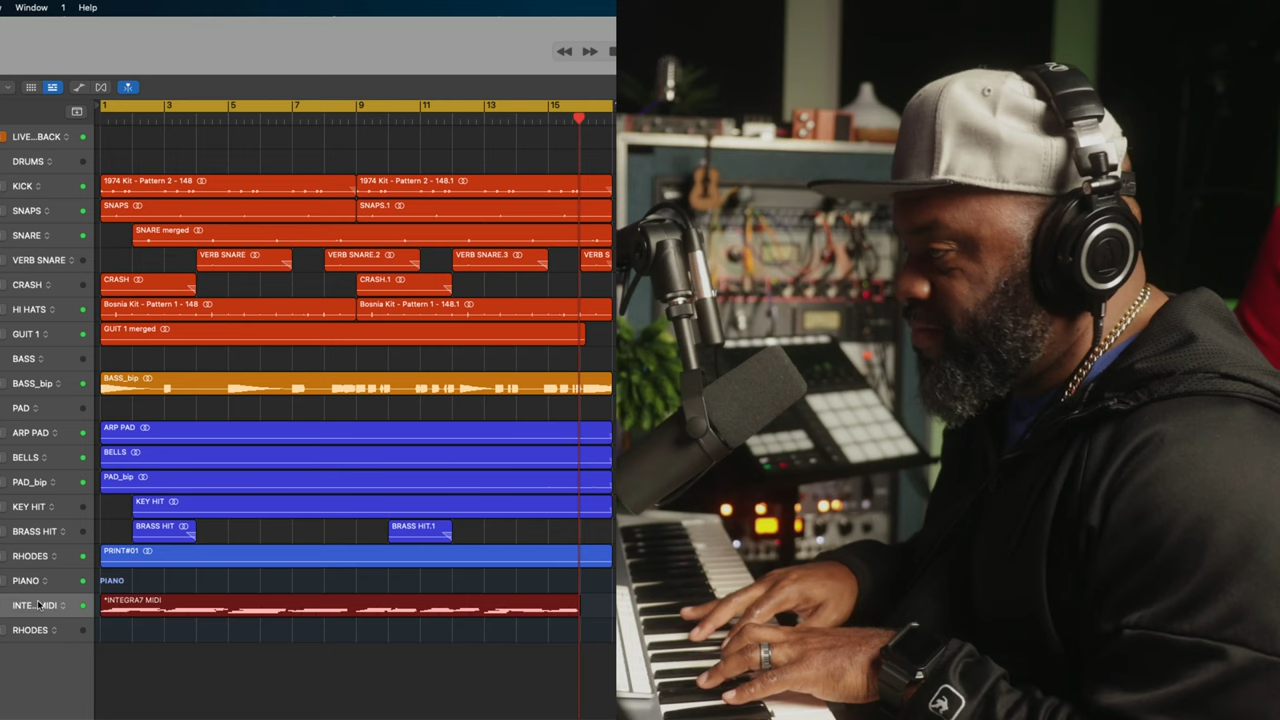 Window 1 Help
1 3 5 7 9 11 13 15
LIVE...BACK
DRUMS
KICK 1974 Kit - Pattern 2 - 148 1974 Kit - Pattern 2 - 148.1
SNAPS SNAPS SNAPS.1
SNARE SNARE merged
VERB SNARE VERB SNARE VERB SNARE.2 VERB SNARE.3 VERB S
CRASH CRASH CRASH.1
HI HATS Bosnia Kit - Pattern 1 - 148 Bosnia Kit - Pattern 1 - 148.1
GUIT 1 GUIT 1 merged
BASS
BASS_bip BASS_bip
PAD
ARP PAD ARP PAD
BELLS BELLS
PAD_bip PAD_bip
KEY HIT KEY HIT
BRASS HIT BRASS HIT BRASS HIT.1
RHODES PRINT#01
PIANO PIANO
INTE...MIDI *INTEGRA7 MIDI
RHODES